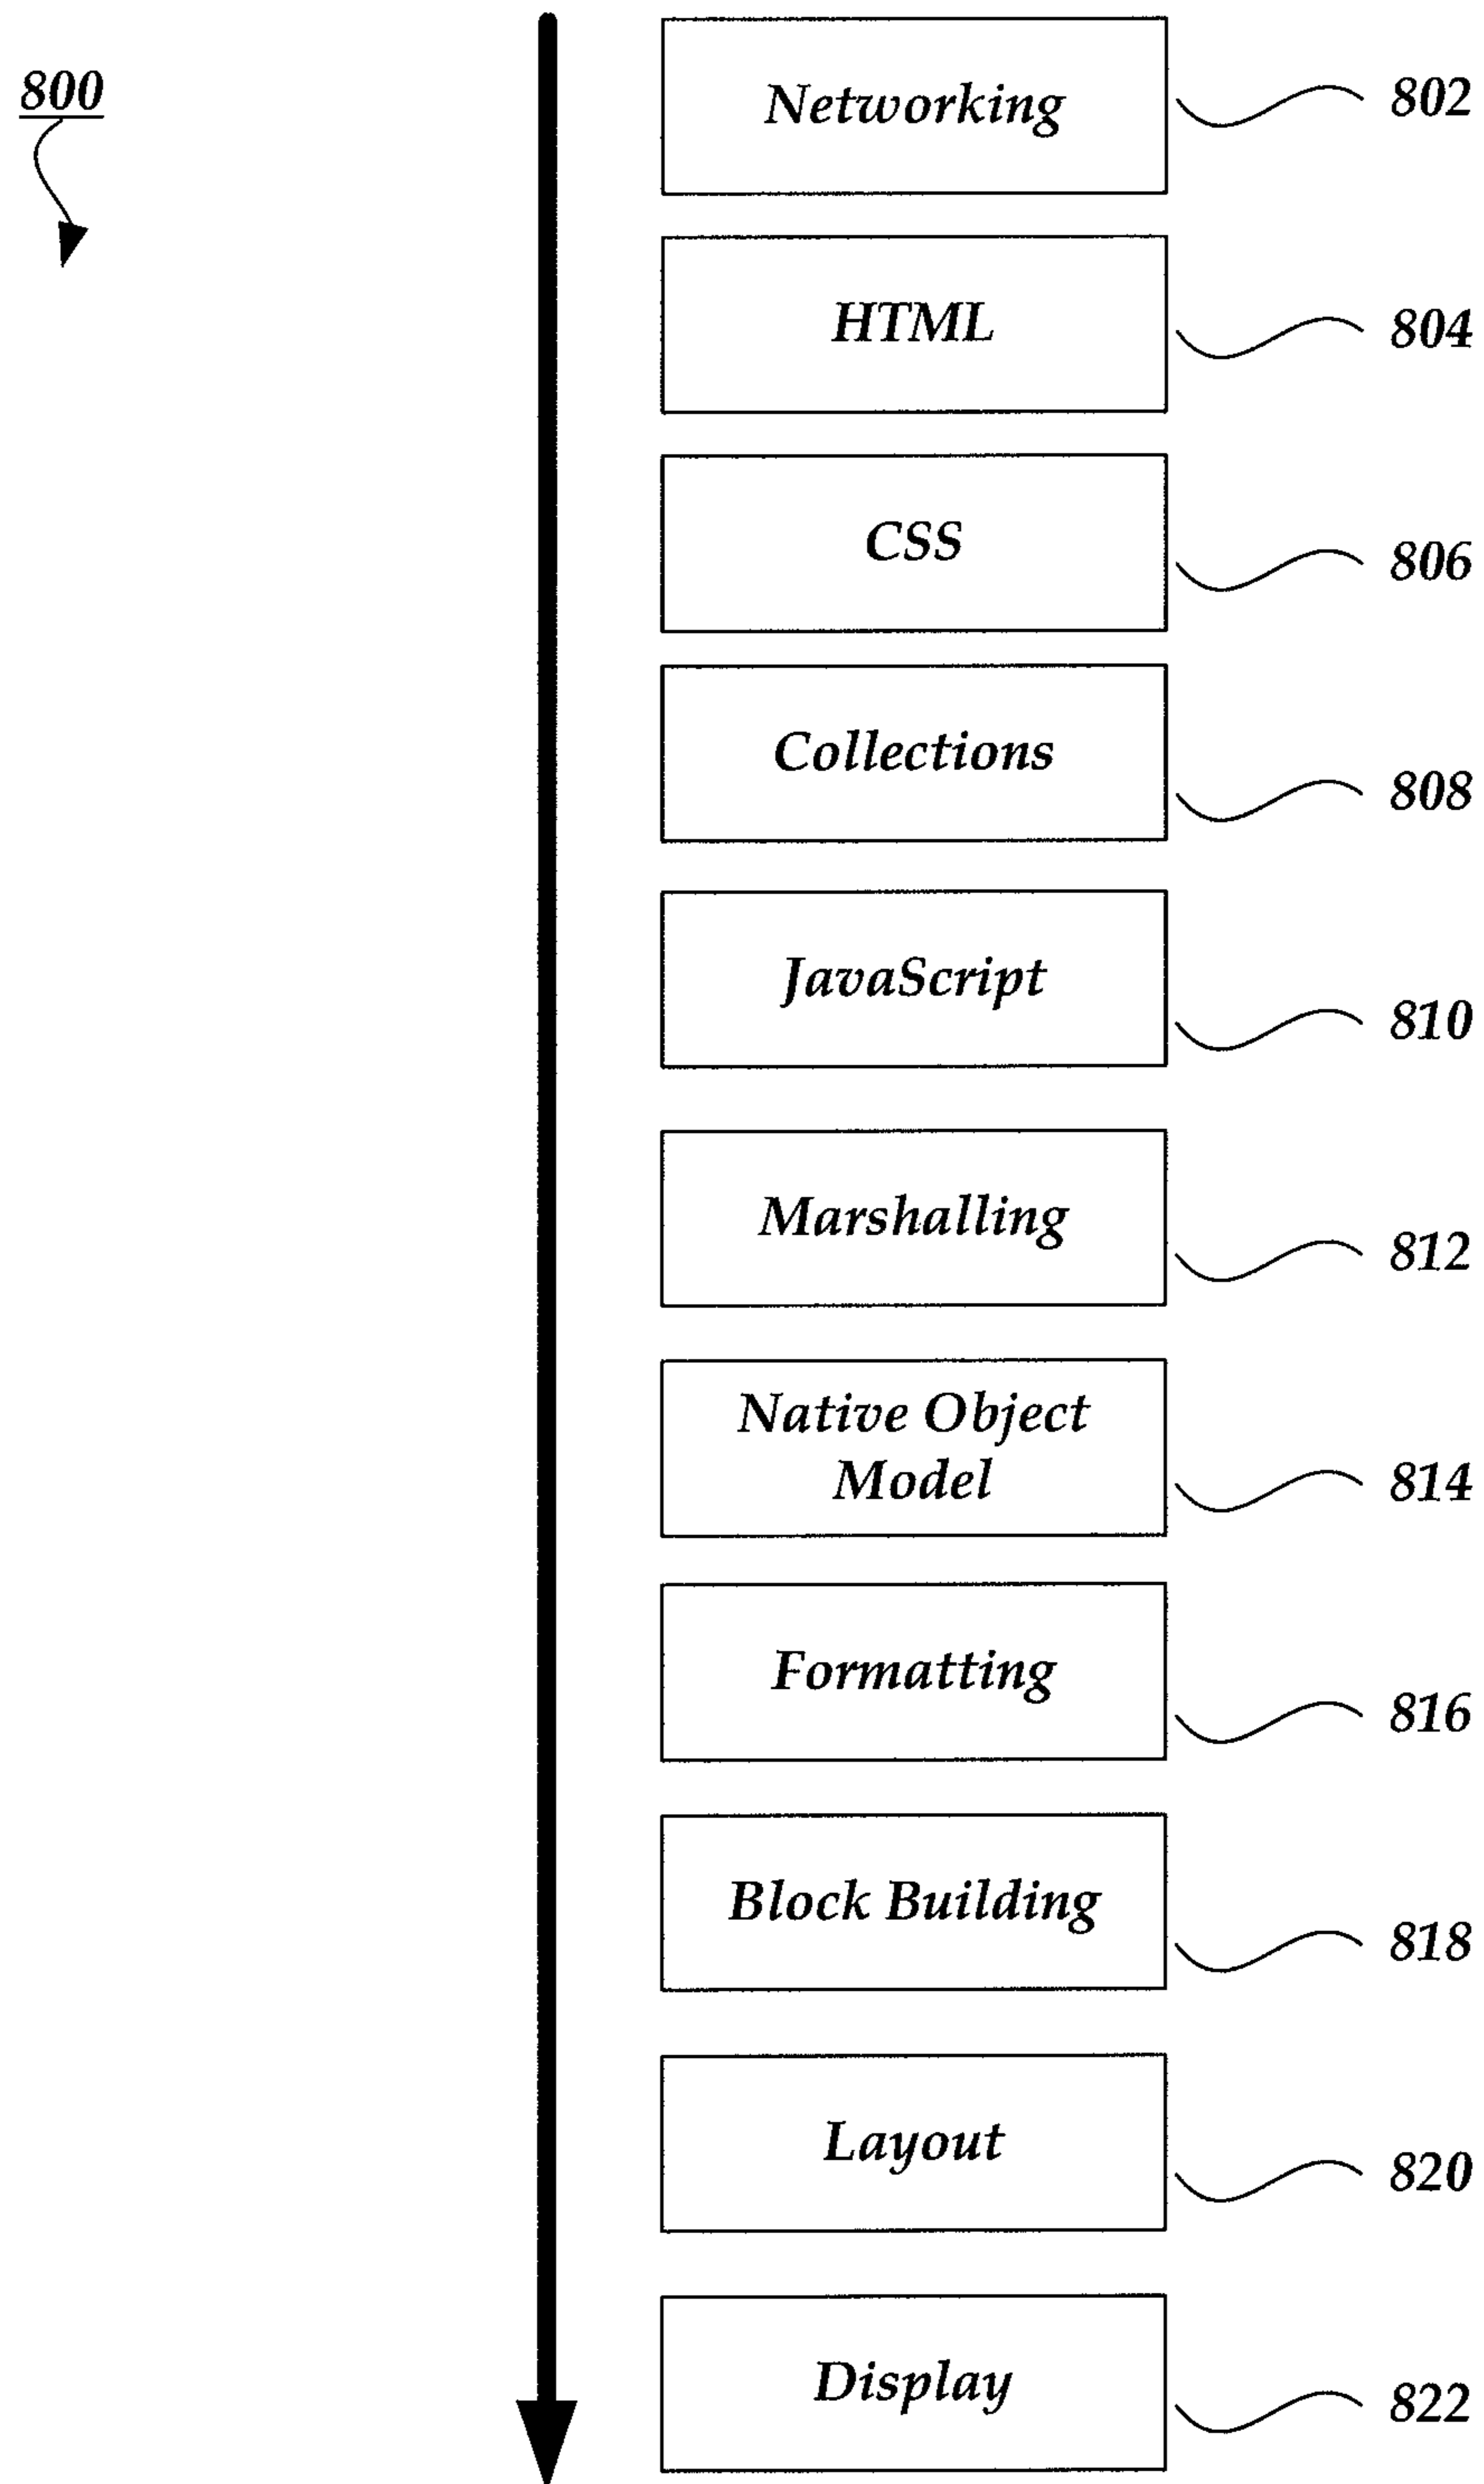 800
Networking
802
HTML
804
CSS
806
Collections
808
JavaScript
810
Marshalling
812
Native Object
Model
814
Formatting
816
Block Building
818
Layout
820
Display
822